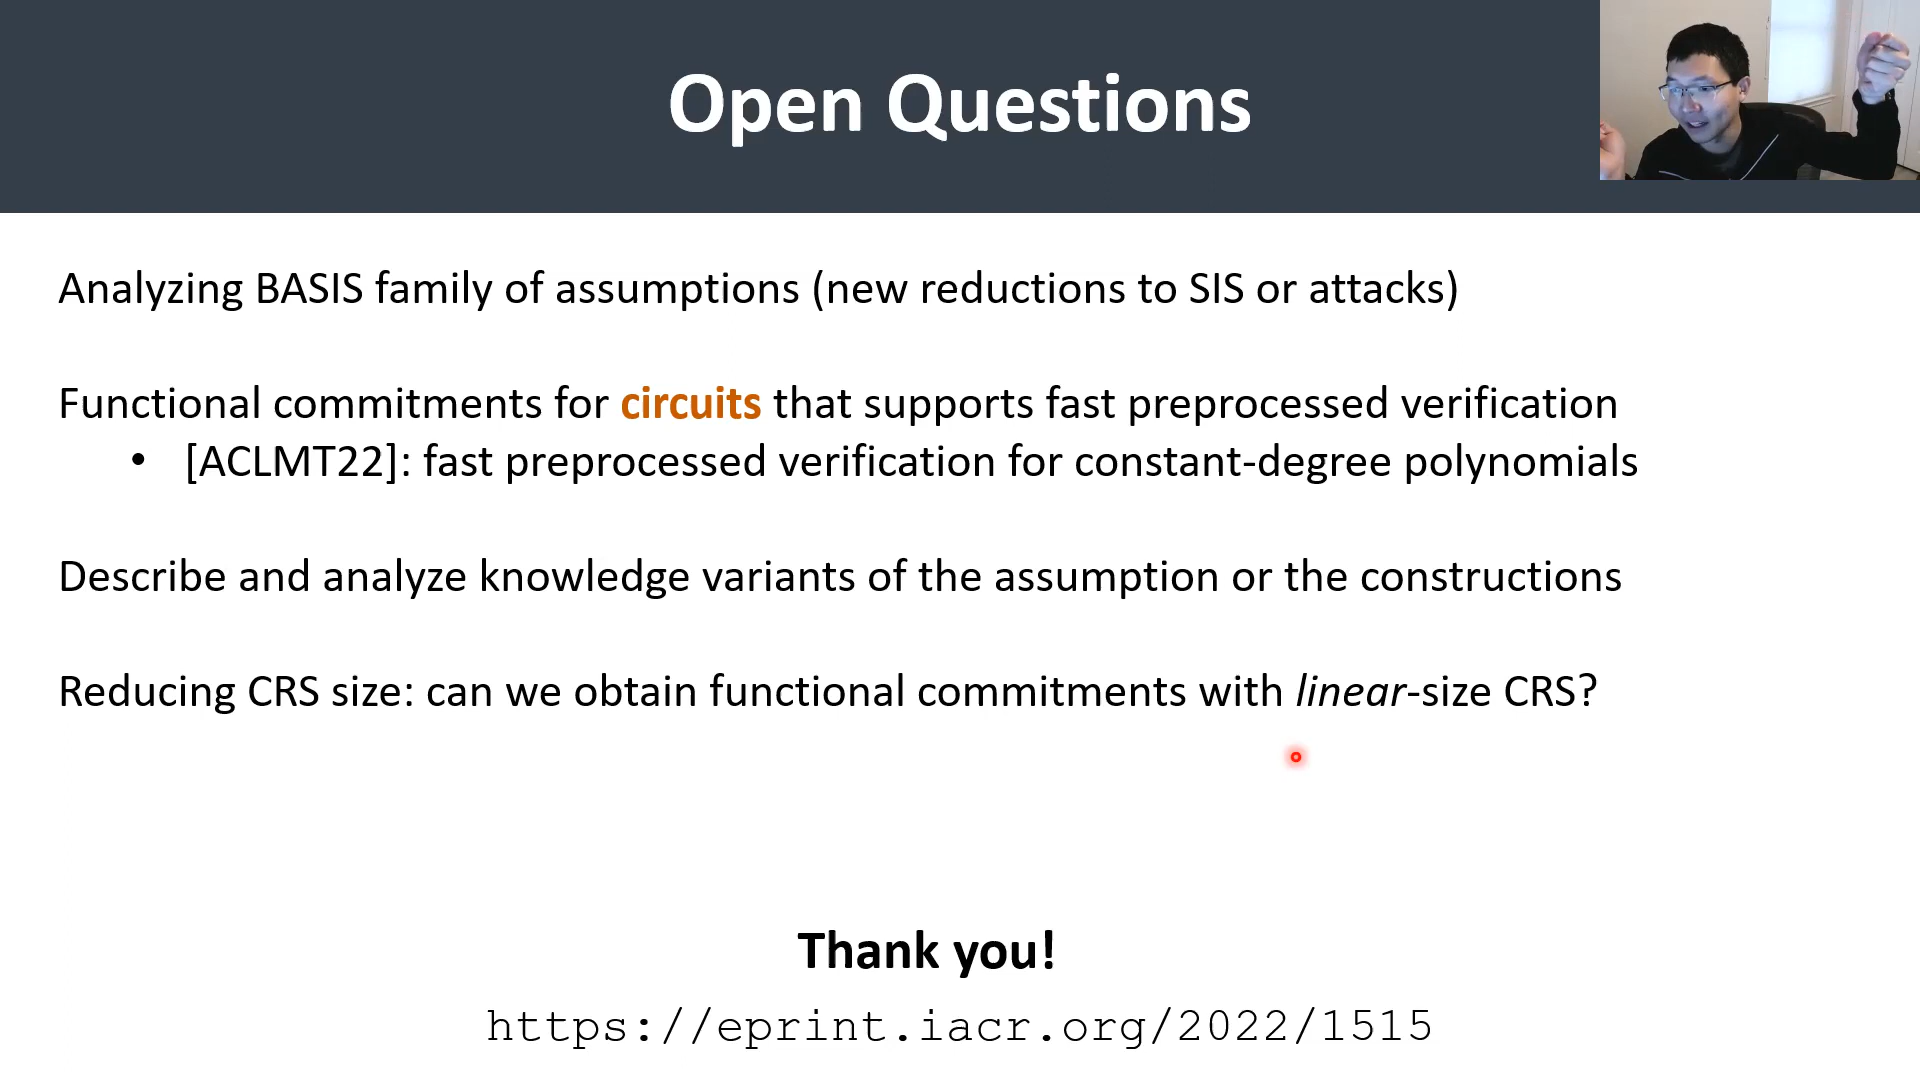 Open Questions
Analyzing BASIS family of assumptions (new reductions to SIS or attacks)
Functional commitments for circuits that supports fast preprocessed verification
• [ACLMT22]: fast preprocessed verification for constant-degree polynomials
Describe and analyze knowledge variants of the assumption or the constructions
Reducing CRS size: can we obtain functional commitments with linear-size CRS?
Thank you!
https://eprint.iacr.org/2022/1515